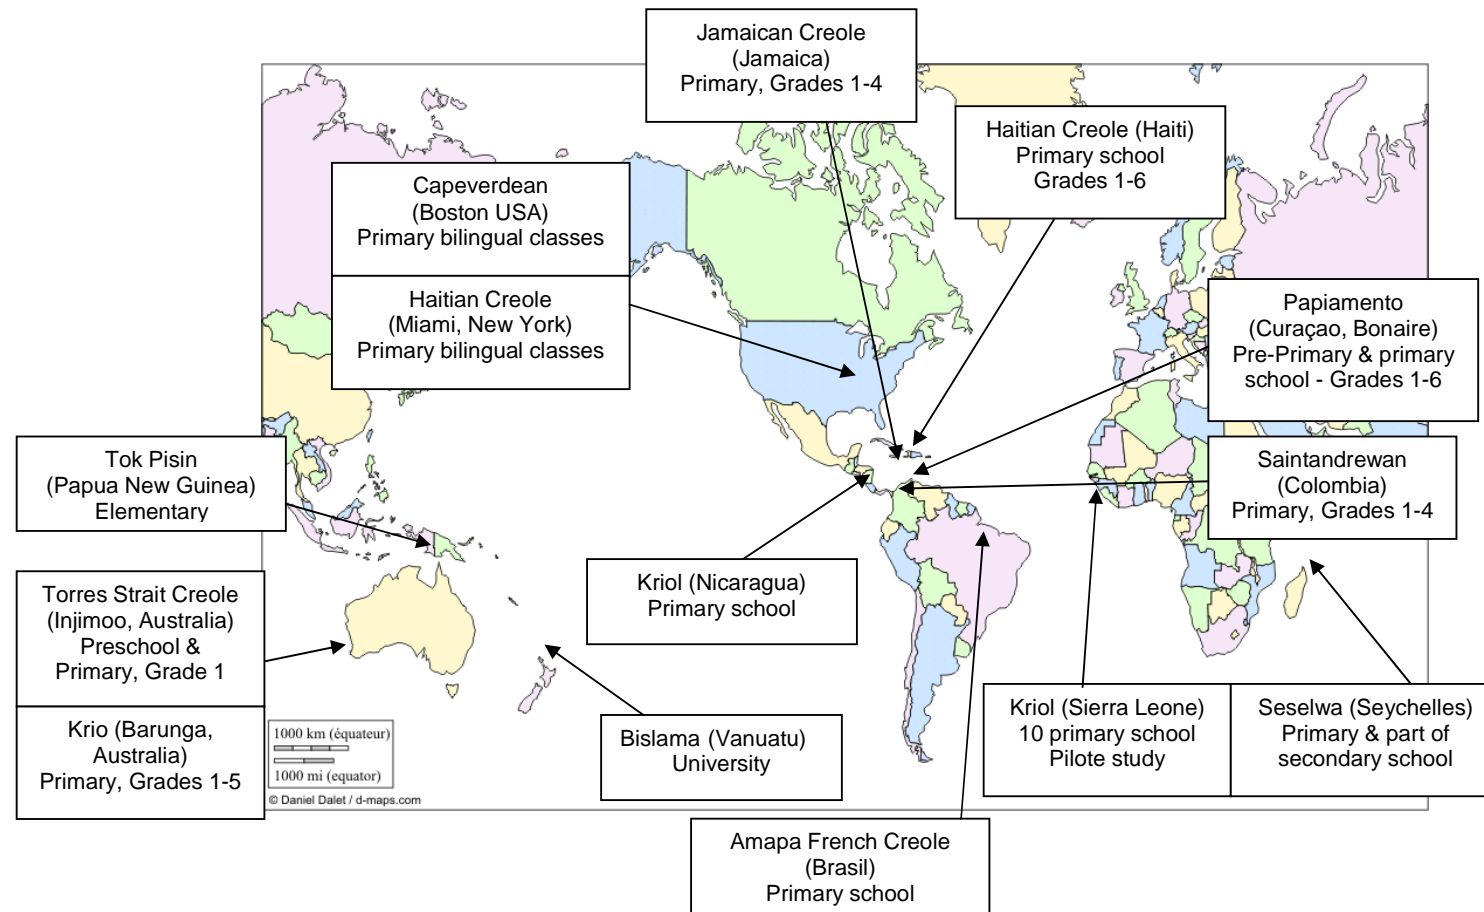 Jamaican Creole
(Jamaica)
Primary, Grades 1-4
Haitian Creole (Haiti)
Primary school
Grades 1-6
Capeverdean
(Boston USA)
Primary bilingual classes
Haitian Creole
(Miami, New York)
Primary bilingual classes
Papiamento
(Curaçao, Bonaire)
Pre-Primary & primary
school - Grades 1-6
Tok Pisin
(Papua New Guinea)
Elementary
Saintandrewan
(Colombia)
Primary, Grades 1-4
Torres Strait Creole
(Injimoo, Australia)
Preschool &
Primary, Grade 1
Kriol (Nicaragua)
Primary school
Krio (Barunga,
Australia)
Primary, Grades 1-5
1000 km (équateur)
1000 mi (equator)
© Daniel Dalet / d-maps.com
Bislama (Vanuatu)
University
Kriol (Sierra Leone)
10 primary school
Pilote study
Seselwa (Seychelles)
Primary & part of
secondary school
Amapa French Creole
(Brasil)
Primary school